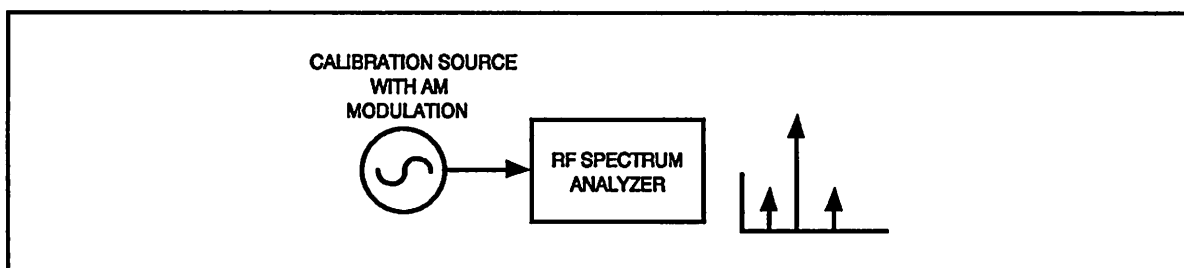 CALIBRATION SOURCE
WITH AM
MODULATION
RF SPECTRUM
ANALYZER